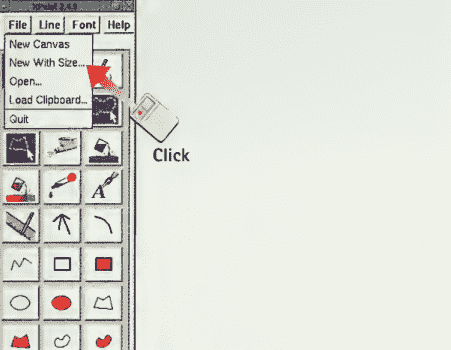 XPaint 2.4.9
File Line Font Help
New Canvas
New With Size...
Open...
Load Clipboard...
Quit
Click